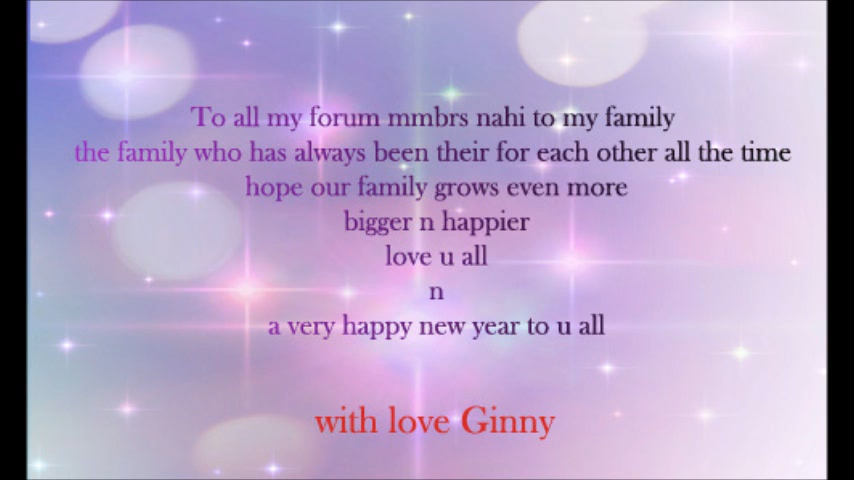 To all my forum mmbrs nahi to my family
the family who has always been their for each other all the time
hope our family grows even more
bigger n happier
love u all
n
a very happy new year to u all
with love Ginny